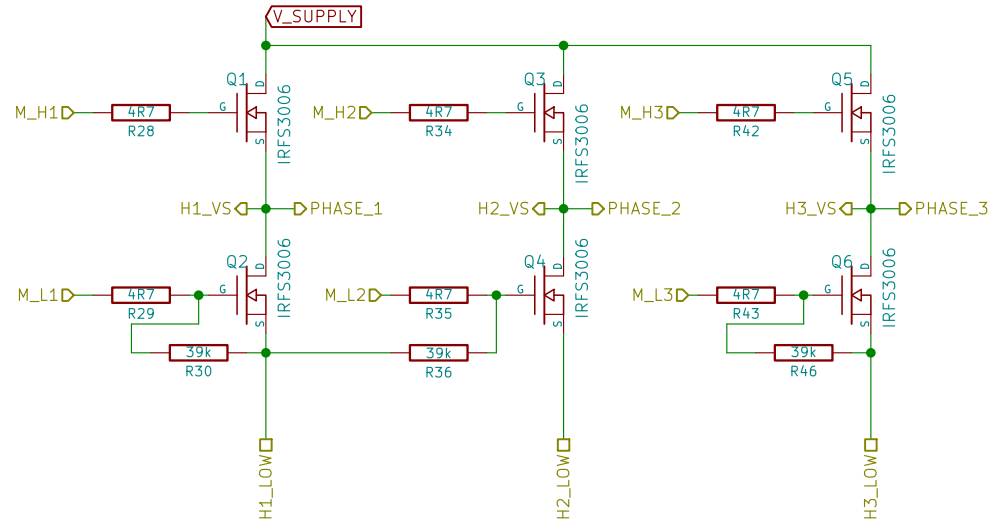 V_SUPPLY
Q1
D
G
S
IRFS3006
M_H1
4R7
R28
Q3
D
G
S
IRFS3006
M_H2
4R7
R34
Q5
D
G
S
IRFS3006
M_H3
4R7
R42
H1_VS
PHASE_1
H2_VS
PHASE_2
H3_VS
PHASE_3
Q2
D
G
S
IRFS3006
M_L1
4R7
R29
39k
R30
Q4
D
G
S
IRFS3006
M_L2
4R7
R35
39k
R36
Q6
D
G
S
IRFS3006
M_L3
4R7
R43
39k
R46
H1_LOW
H2_LOW
H3_LOW